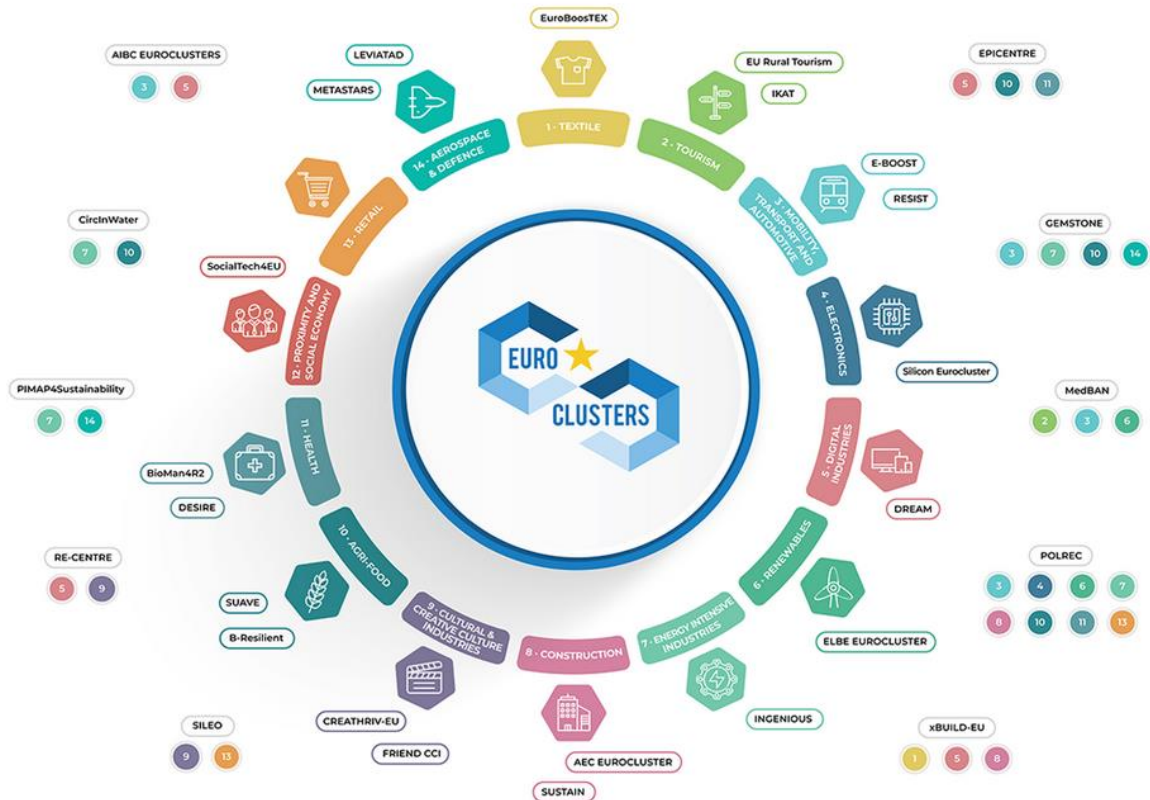 EuroBoosTEX
AIBC EUROCLUSTERS
3 5
LEVIATAD
METASTARS
EU Rural Tourism
IKAT
EPICENTRE
5 10 11
1 - TEXTILE
2 - TOURISM
14 - AEROSPACE
& DEFENCE
E-BOOST
RESIST
3 - MOBILITY,
TRANSPORT AND
AUTOMOTIVE
13 - RETAIL
CircInWater
7 10
GEMSTONE
3 7 10 14
SocialTech4EU
12 - PROXIMITY AND
SOCIAL ECONOMY
4 - ELECTRONICS
Silicon Eurocluster
EURO
CLUSTERS
PIMAP4Sustainability
7 14
MedBAN
2 3 6
11 - HEALTH
BioMan4R2
DESIRE
5 - DIGITAL
INDUSTRIES
DREAM
RE-CENTRE
5 9
10 - AGRI-FOOD
SUAVE
B-Resilient
6 - RENEWABLES
ELBE EUROCLUSTER
POLREC
3 4 6 7
8 10 11 13
9 - CULTURAL &
CREATIVE CULTURE
INDUSTRIES
8 - CONSTRUCTION
7 - ENERGY INTENSIVE
INDUSTRIES
CREATHRIV-EU
FRIEND CCI
INGENIOUS
SILEO
9 13
AEC EUROCLUSTER
SUSTAIN
xBUILD-EU
1 5 8